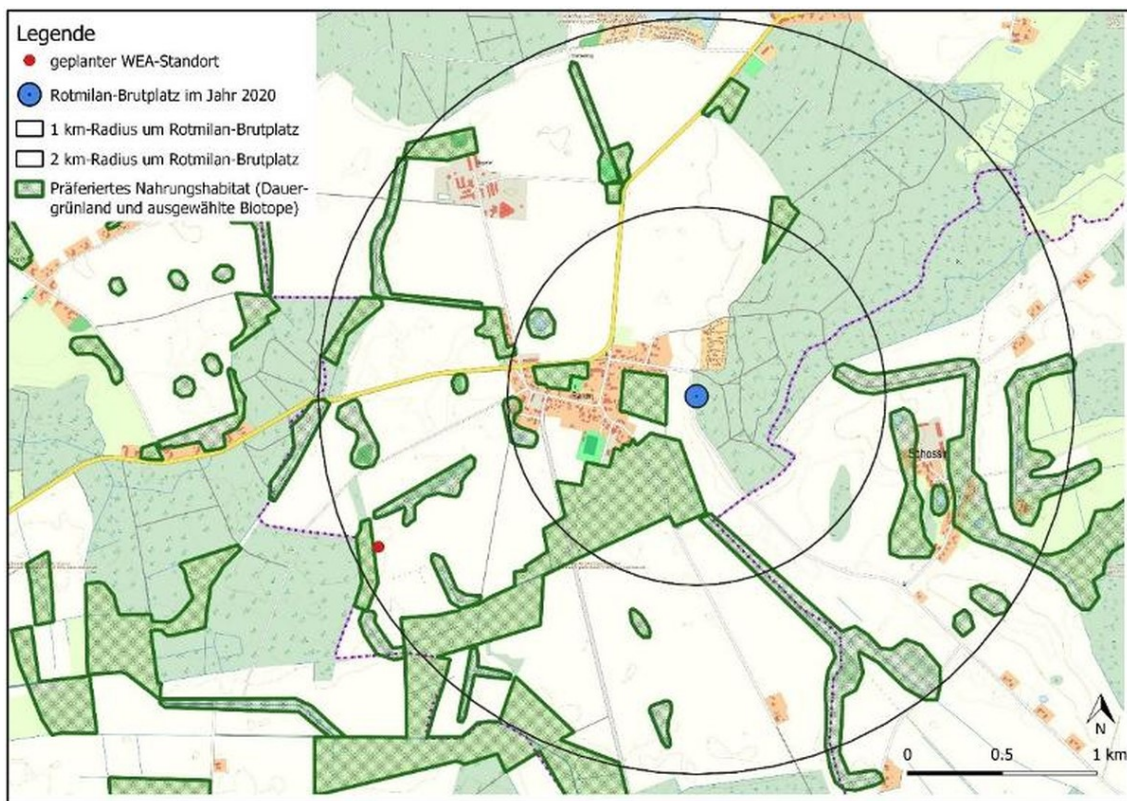 Legende
geplanter WEA-Standort
Rotmilan-Brutplatz im Jahr 2020
1 km-Radius um Rotmilan-Brutplatz
2 km-Radius um Rotmilan-Brutplatz
Präferiertes Nahrungshabitat (Dauer-
grünland und ausgewählte Biotope)
Schossin
N
0 0.5 1 km